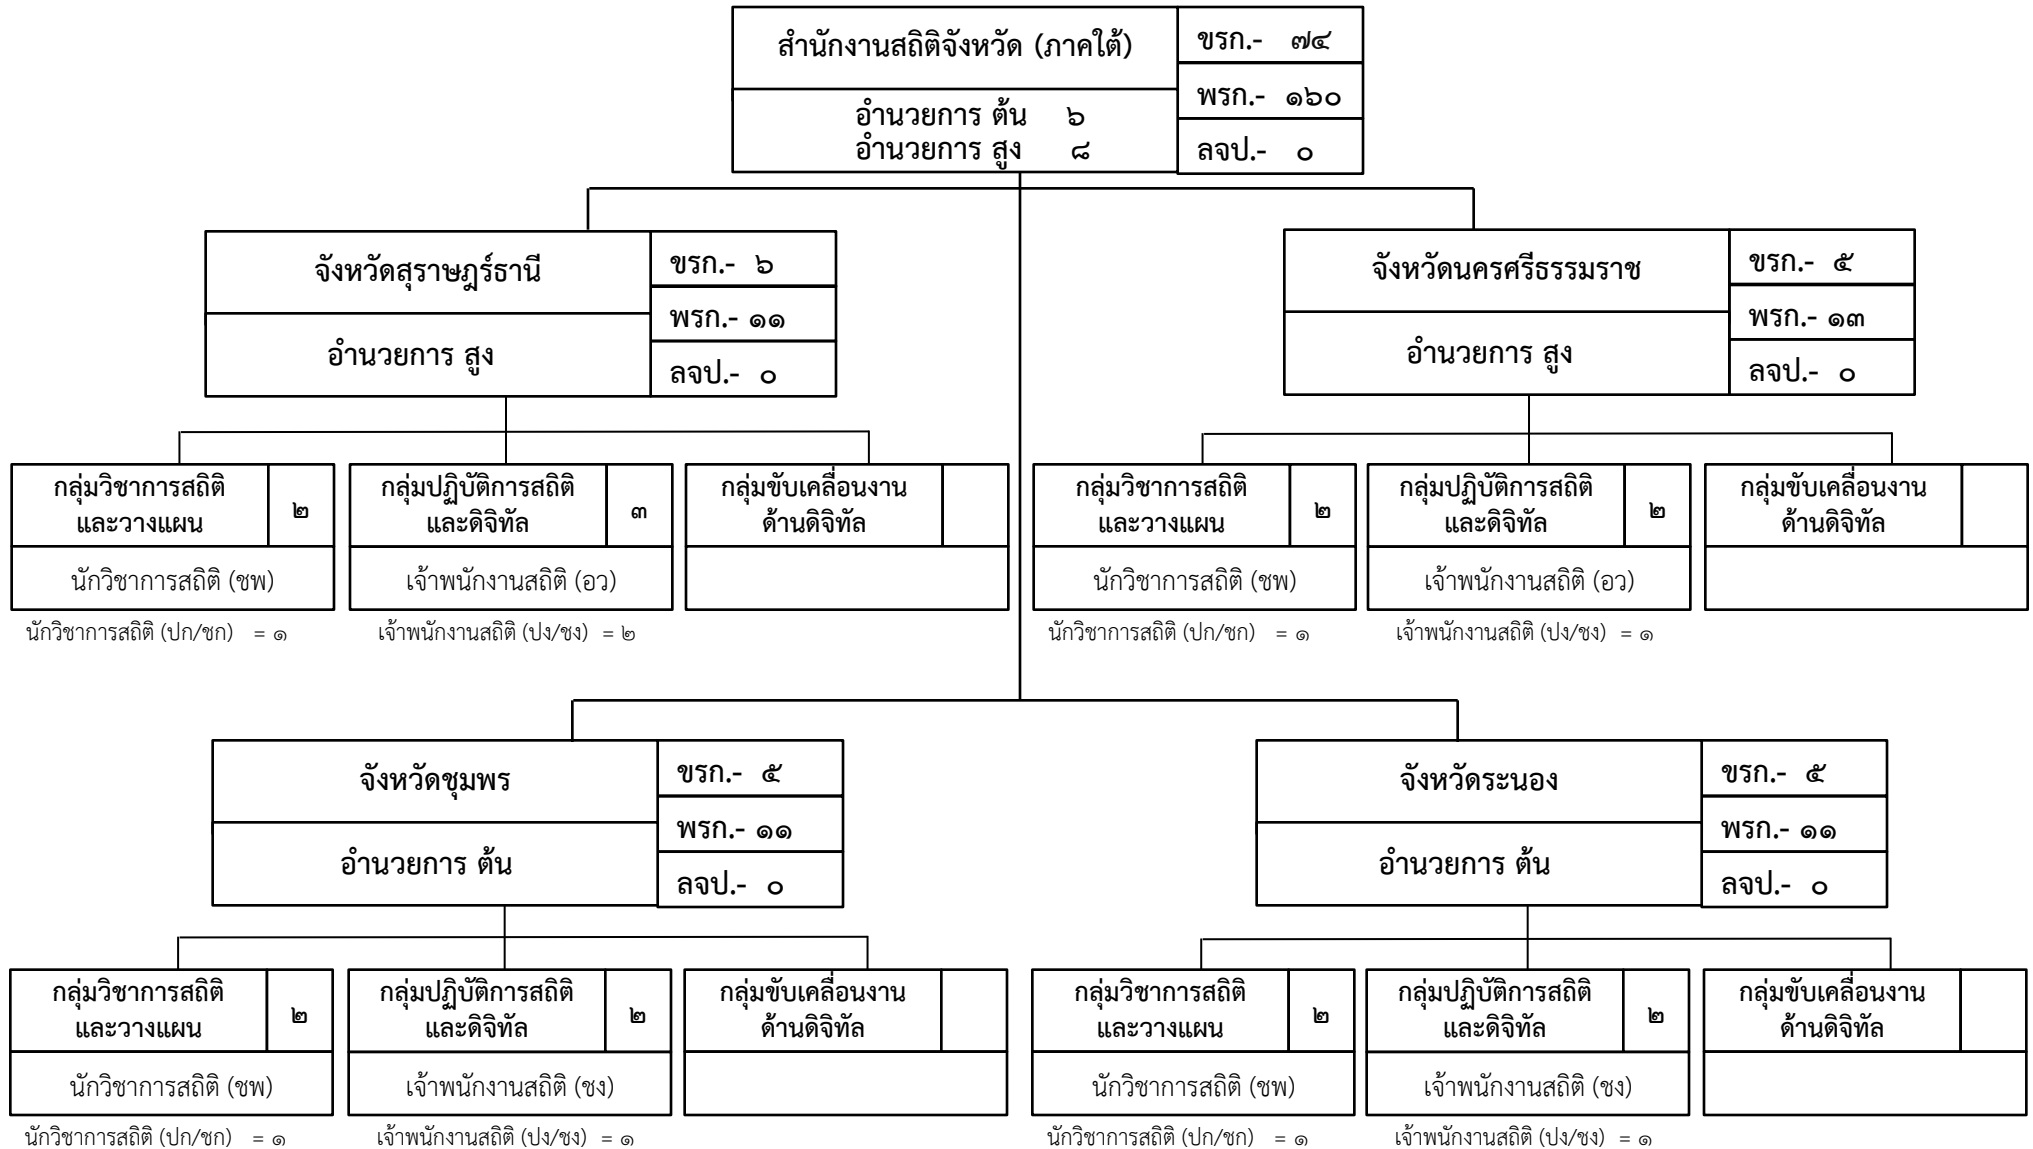 สำนักงานสถิติจังหวัด (ภาคใต้)
ขรก.- ๗๔
พรก.- ๑๖๐
ลจป.- ๐
อำนวยการ ต้น ๖
อำนวยการ สูง ๘
จังหวัดสุราษฎร์ธานี
ขรก.- ๖
พรก.- ๑๑
ลจป.- ๐
อำนวยการ สูง
จังหวัดนครศรีธรรมราช
ขรก.- ๕
พรก.- ๑๓
ลจป.- ๐
อำนวยการ สูง
กลุ่มวิชาการสถิติ
และวางแผน
๒
นักวิชาการสถิติ (ชพ)
นักวิชาการสถิติ (ปก/ชก) = ๑
กลุ่มปฏิบัติการสถิติ
และดิจิทัล
๓
เจ้าพนักงานสถิติ (อว)
เจ้าพนักงานสถิติ (ปง/ชง) = ๒
กลุ่มขับเคลื่อนงาน
ด้านดิจิทัล
กลุ่มวิชาการสถิติ
และวางแผน
๒
นักวิชาการสถิติ (ชพ)
นักวิชาการสถิติ (ปก/ชก) = ๑
กลุ่มปฏิบัติการสถิติ
และดิจิทัล
๒
เจ้าพนักงานสถิติ (อว)
เจ้าพนักงานสถิติ (ปง/ชง) = ๑
กลุ่มขับเคลื่อนงาน
ด้านดิจิทัล
จังหวัดชุมพร
ขรก.- ๕
พรก.- ๑๑
ลจป.- ๐
อำนวยการ ต้น
จังหวัดระนอง
ขรก.- ๕
พรก.- ๑๑
ลจป.- ๐
อำนวยการ ต้น
กลุ่มวิชาการสถิติ
และวางแผน
๒
นักวิชาการสถิติ (ชพ)
นักวิชาการสถิติ (ปก/ชก) = ๑
กลุ่มปฏิบัติการสถิติ
และดิจิทัล
๒
เจ้าพนักงานสถิติ (ชง)
เจ้าพนักงานสถิติ (ปง/ชง) = ๑
กลุ่มขับเคลื่อนงาน
ด้านดิจิทัล
กลุ่มวิชาการสถิติ
และวางแผน
๒
นักวิชาการสถิติ (ชพ)
นักวิชาการสถิติ (ปก/ชก) = ๑
กลุ่มปฏิบัติการสถิติ
และดิจิทัล
๒
เจ้าพนักงานสถิติ (ชง)
เจ้าพนักงานสถิติ (ปง/ชง) = ๑
กลุ่มขับเคลื่อนงาน
ด้านดิจิทัล